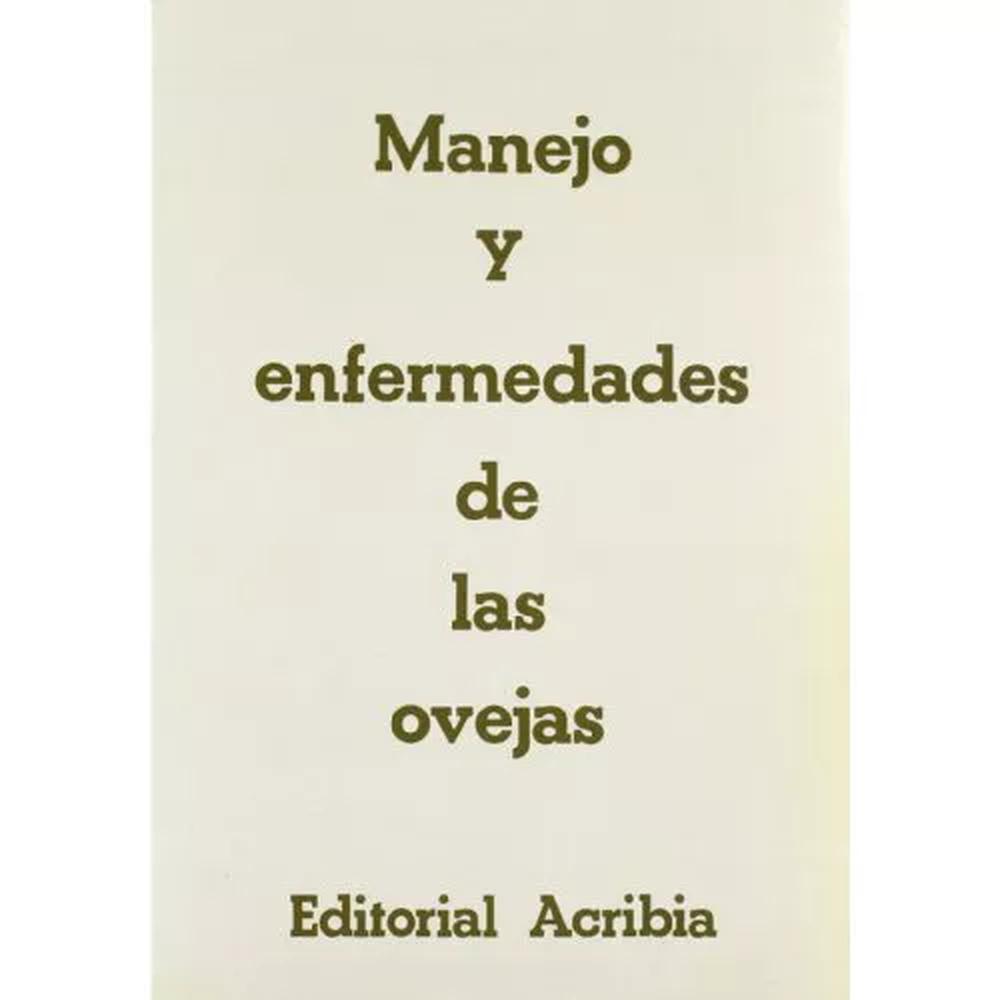 Manejo
y
enfermedades
de
las
ovejas
Editorial Acribia